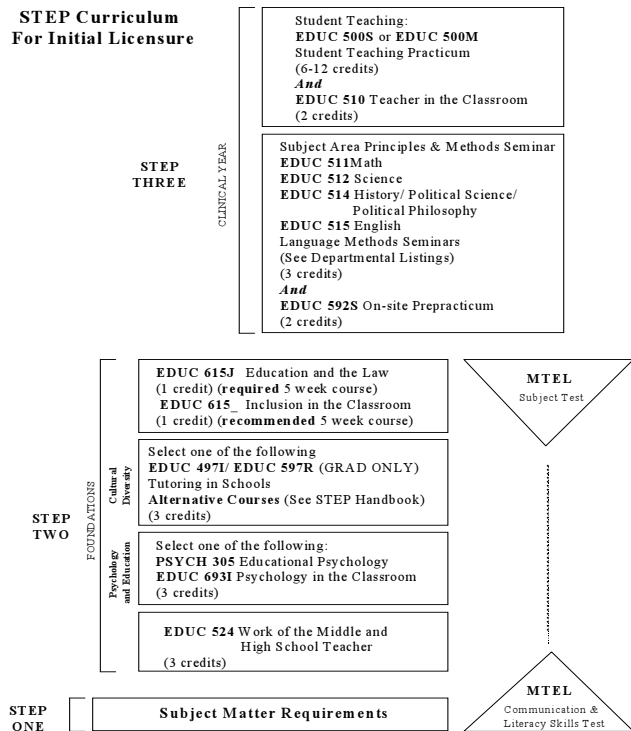 STEP Curriculum
For Initial Licensure
Student Teaching:
EDUC 500S or EDUC 500M
Student Teaching Practicum
(6-12 credits)
And
EDUC 510 Teacher in the Classroom
(2 credits)
STEP
THREE
CLINICAL YEAR
Subject Area Principles & Methods Seminar
EDUC 511Math
EDUC 512 Science
EDUC 514 History/ Political Science/
Political Philosophy
EDUC 515 English
Language Methods Seminars
(See Departmental Listings)
(3 credits)
And
EDUC 592S On-site Prepracticum
(2 credits)
EDUC 615J Education and the Law
(1 credit) (required 5 week course)
EDUC 615_ Inclusion in the Classroom
(1 credit) (recommended 5 week course)
MTEL
Subject Test
STEP
TWO
FOUNDATIONS
Cultural
Diversity
Select one of the following
EDUC 497I/ EDUC 597R (GRAD ONLY)
Tutoring in Schools
Alternative Courses (See STEP Handbook)
(3 credits)
Psychology
and Education
Select one of the following:
PSYCH 305 Educational Psychology
EDUC 693I Psychology in the Classroom
(3 credits)
EDUC 524 Work of the Middle and
High School Teacher
(3 credits)
STEP
ONE
Subject Matter Requirements
MTEL
Communication &
Literacy Skills Test